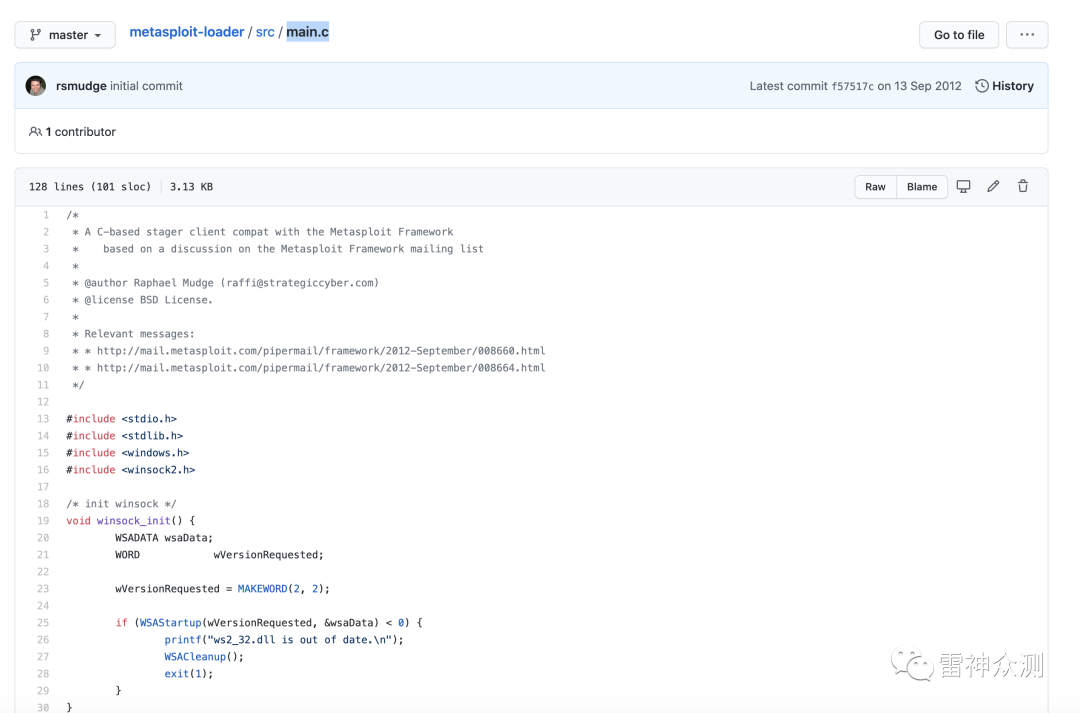 master
metasploit-loader / src / main.c
Go to file
...
rsmudge initial commit
Latest commit f57517c on 13 Sep 2012
History
1 contributor
128 lines (101 sloc) 3.13 KB
Raw
Blame
1 /*
2 * A C-based stager client compat with the Metasploit Framework
3 * based on a discussion on the Metasploit Framework mailing list
4 *
5 * @author Raphael Mudge (raffi@strategiccyber.com)
6 * @license BSD License.
7 *
8 * Relevant messages:
9 * * http://mail.metasploit.com/pipermail/framework/2012-September/008660.html
10 * * http://mail.metasploit.com/pipermail/framework/2012-September/008664.html
11 */
12
13 #include <stdio.h>
14 #include <stdlib.h>
15 #include <windows.h>
16 #include <winsock2.h>
17
18 /* init winsock */
19 void winsock_init() {
20 WSADATA wsaData;
21 WORD wVersionRequested;
22
23 wVersionRequested = MAKEWORD(2, 2);
24
25 if (WSAStartup(wVersionRequested, &wsaData) < 0) {
26 printf("ws2_32.dll is out of date.\n");
27 WSACleanup();
28 exit(1);
29 }
30 }
雷神众测